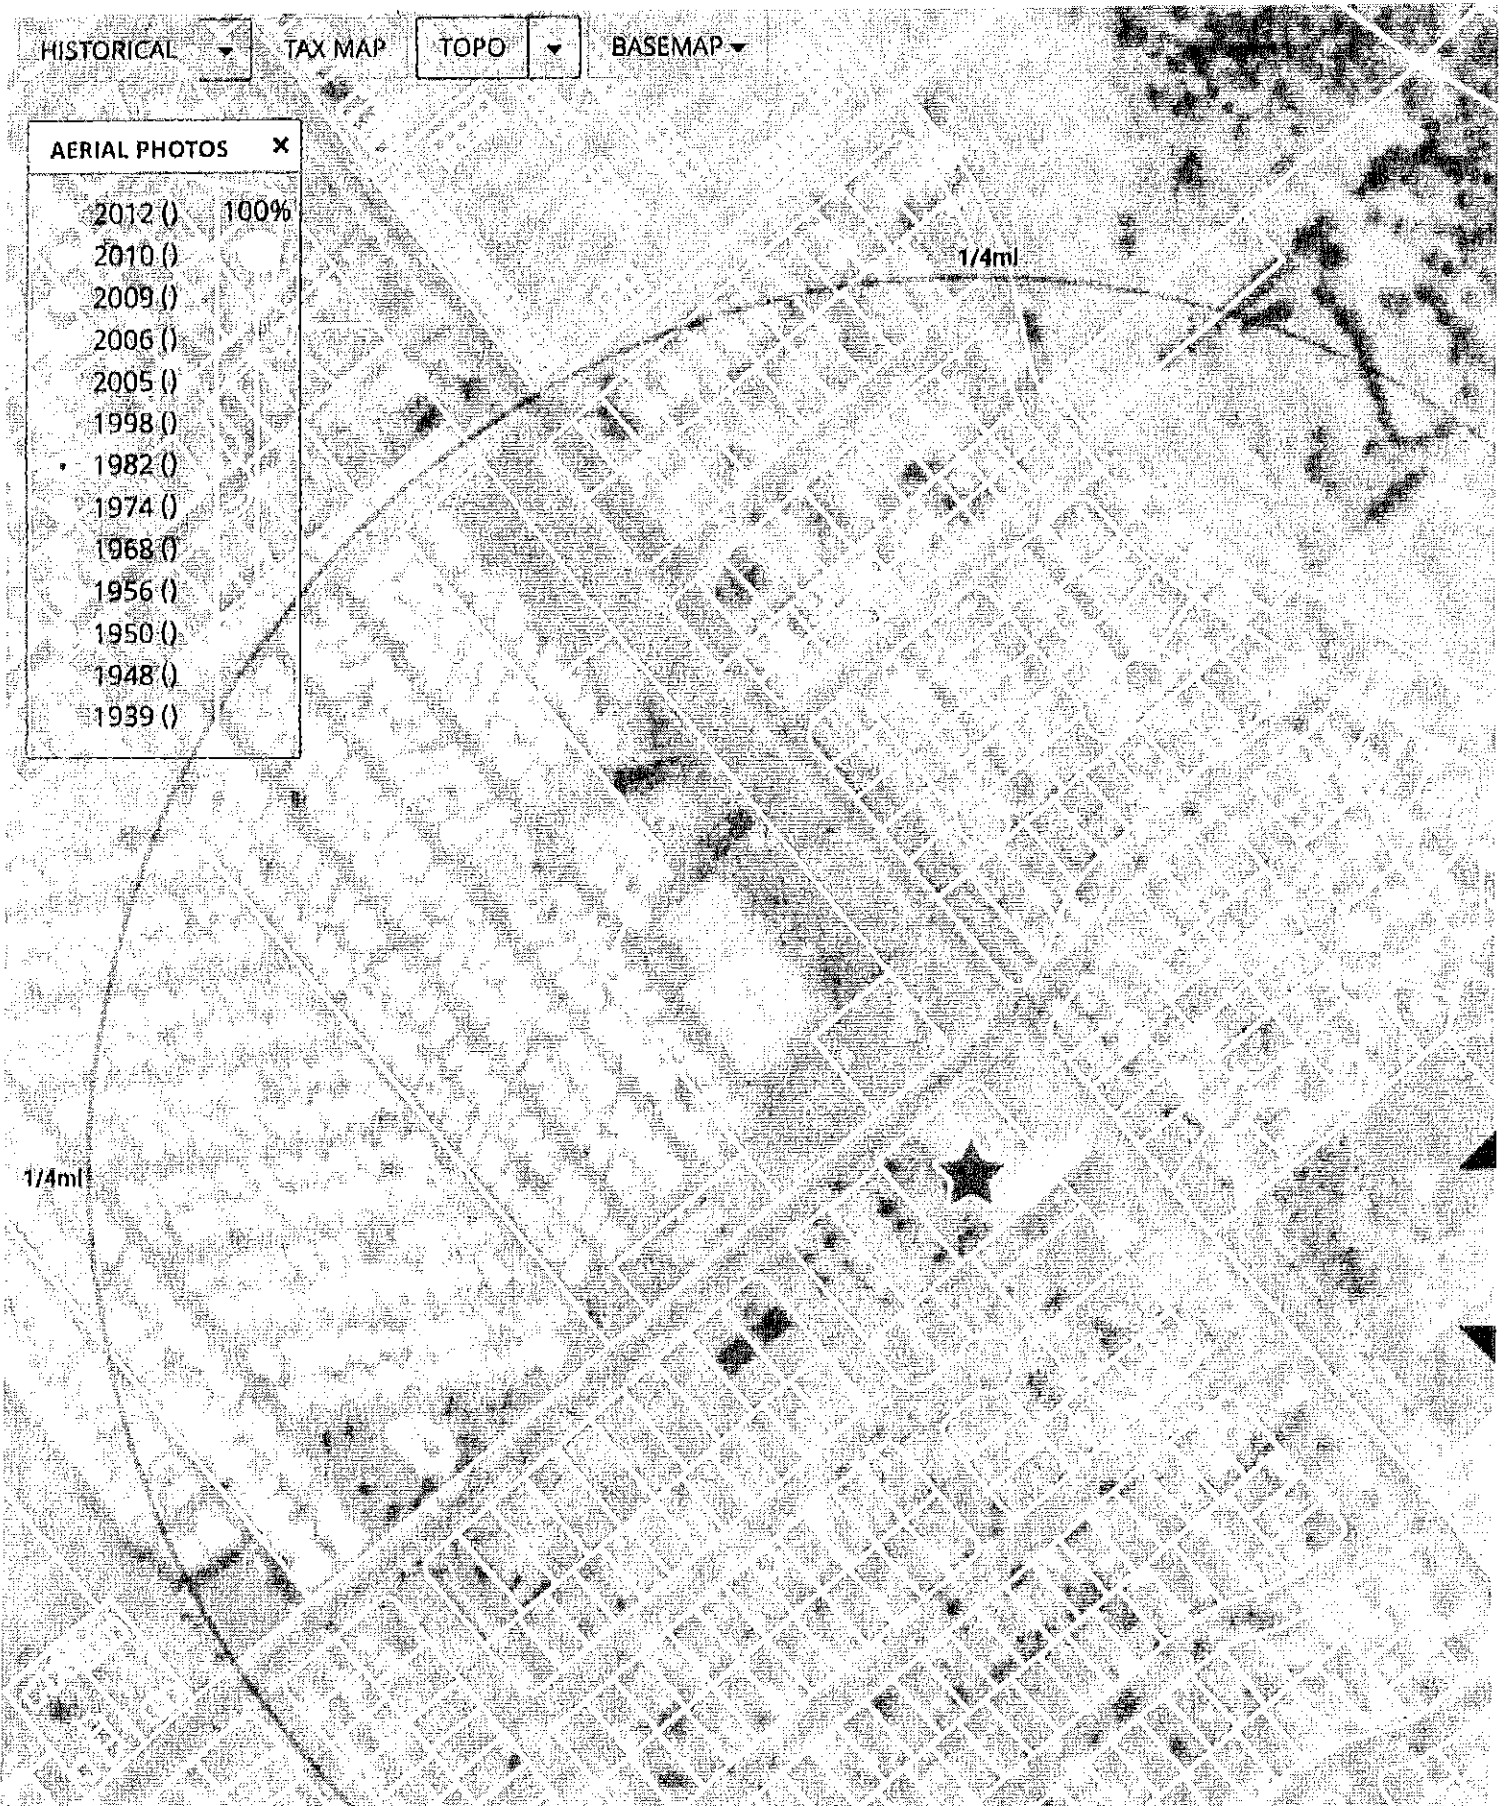 HISTORICAL TAX MAP TOPO BASEMAP
AERIAL PHOTOS ×
2012 () 100%
2010 ()
2009 ()
2006 ()
2005 ()
1998 ()
1982 ()
1974 ()
1968 ()
1956 ()
1950 ()
1948 ()
1939 ()
1/4mi
1/4mi